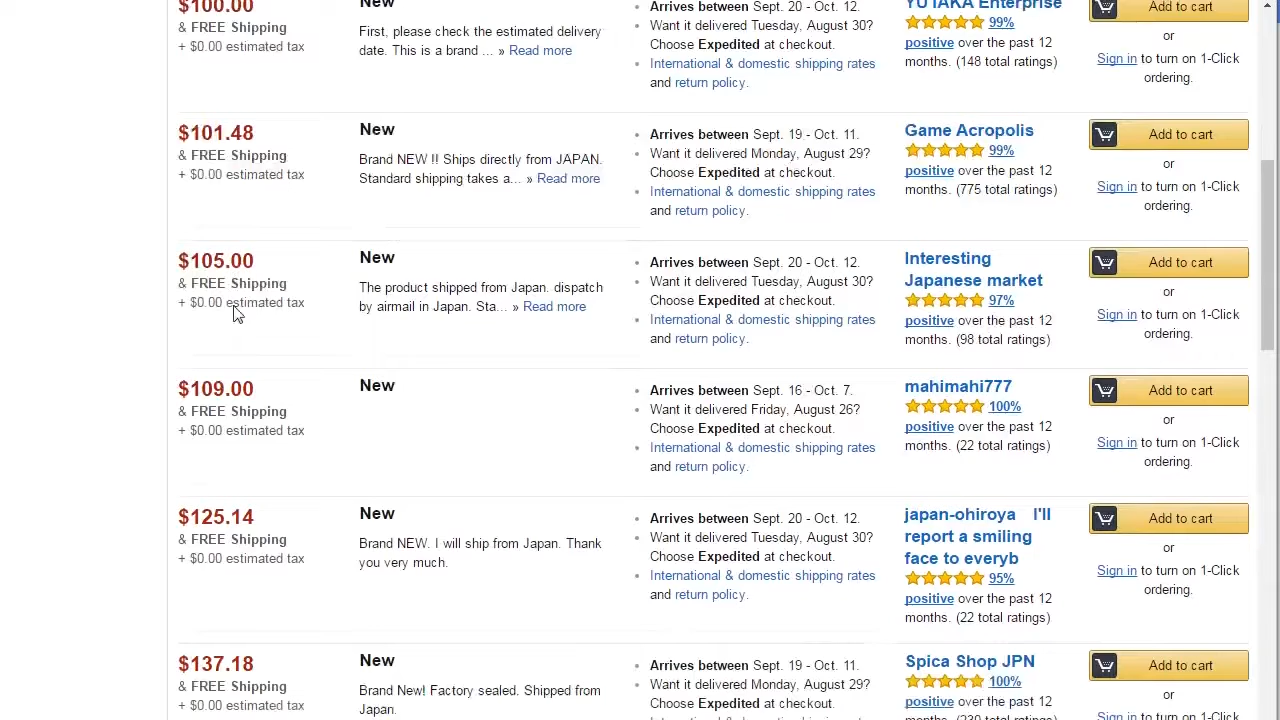 $100.00
& FREE Shipping
+ $0.00 estimated tax
New
First, please check the estimated delivery
date. This is a brand ... » Read more
Arrives between Sept. 20 - Oct. 12.
Want it delivered Tuesday, August 30?
Choose Expedited at checkout.
International & domestic shipping rates
and return policy.
YUTAKA Enterprise
99%
positive over the past 12
months. (148 total ratings)
Add to cart
or
Sign in to turn on 1-Click
ordering.
$101.48
& FREE Shipping
+ $0.00 estimated tax
New
Brand NEW !! Ships directly from JAPAN.
Standard shipping takes a... » Read more
Arrives between Sept. 19 - Oct. 11.
Want it delivered Monday, August 29?
Choose Expedited at checkout.
International & domestic shipping rates
and return policy.
Game Acropolis
99%
positive over the past 12
months. (775 total ratings)
Add to cart
or
Sign in to turn on 1-Click
ordering.
$105.00
& FREE Shipping
+ $0.00 estimated tax
New
The product shipped from Japan. dispatch
by airmail in Japan. Sta... » Read more
Arrives between Sept. 20 - Oct. 12.
Want it delivered Tuesday, August 30?
Choose Expedited at checkout.
International & domestic shipping rates
and return policy.
Interesting
Japanese market
97%
positive over the past 12
months. (98 total ratings)
Add to cart
or
Sign in to turn on 1-Click
ordering.
$109.00
& FREE Shipping
+ $0.00 estimated tax
New
Arrives between Sept. 16 - Oct. 7.
Want it delivered Friday, August 26?
Choose Expedited at checkout.
International & domestic shipping rates
and return policy.
mahimahi777
100%
positive over the past 12
months. (22 total ratings)
Add to cart
or
Sign in to turn on 1-Click
ordering.
$125.14
& FREE Shipping
+ $0.00 estimated tax
New
Brand NEW. I will ship from Japan. Thank
you very much.
Arrives between Sept. 20 - Oct. 12.
Want it delivered Tuesday, August 30?
Choose Expedited at checkout.
International & domestic shipping rates
and return policy.
japan-ohiroya I'll
report a smiling
face to everyb
95%
positive over the past 12
months. (22 total ratings)
Add to cart
or
Sign in to turn on 1-Click
ordering.
$137.18
& FREE Shipping
+ $0.00 estimated tax
New
Brand New! Factory sealed. Shipped from
Japan.
Arrives between Sept. 19 - Oct. 11.
Want it delivered Monday, August 29?
Choose Expedited at checkout.
Spica Shop JPN
100%
positive over the past 12
Add to cart
or
Sign in to turn on 1-Click